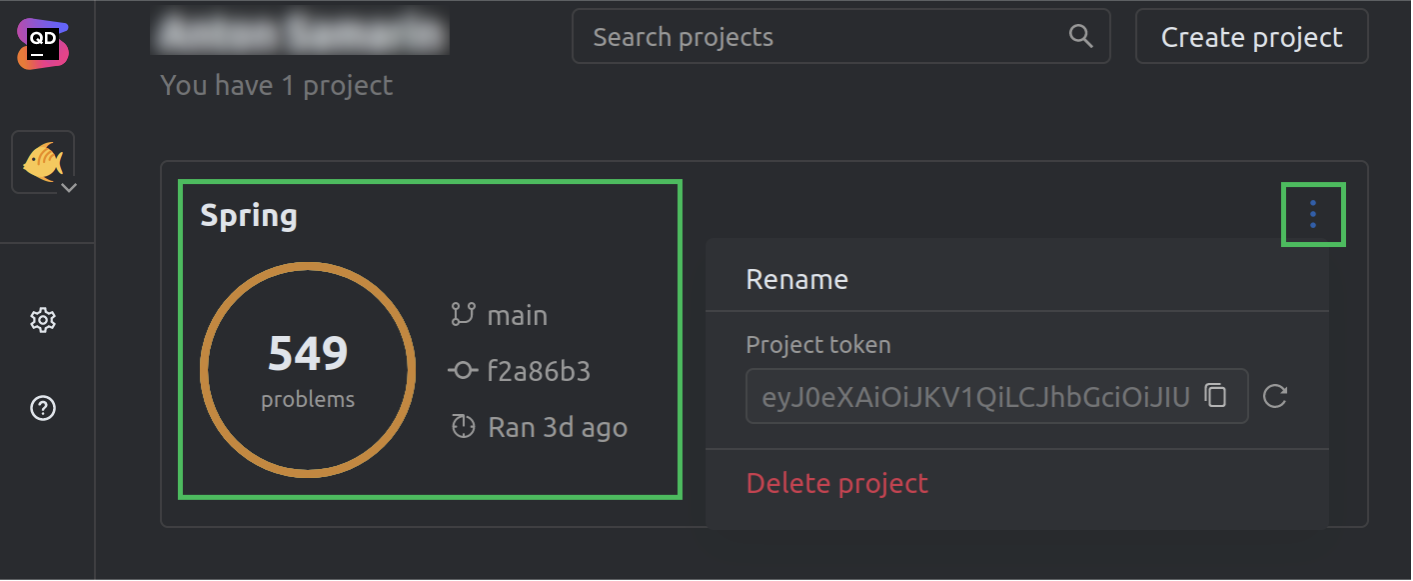 QD
Search projects
Create project
You have 1 project
Spring
549
problems
main
f2a86b3
Ran 3d ago
Rename
Project token
eyJ0eXAiOiJKV1QiLCJhbGciOiJIU
Delete project